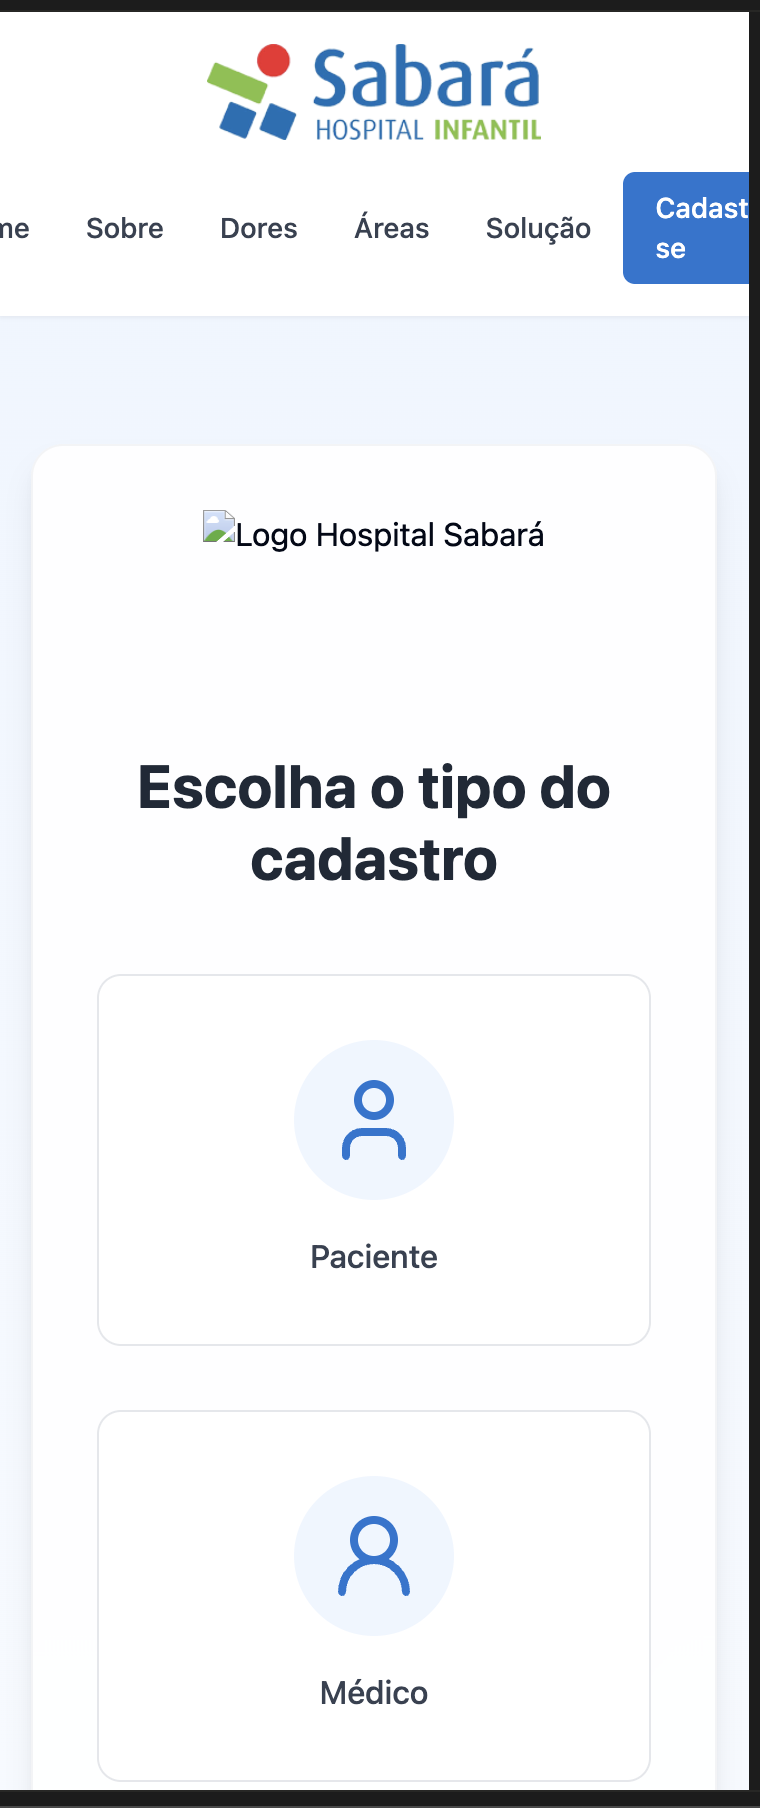 Sabará
HOSPITAL INFANTIL
me Sobre Dores Áreas Solução Cadast
se
Logo Hospital Sabará
Escolha o tipo do
cadastro
Paciente
Médico